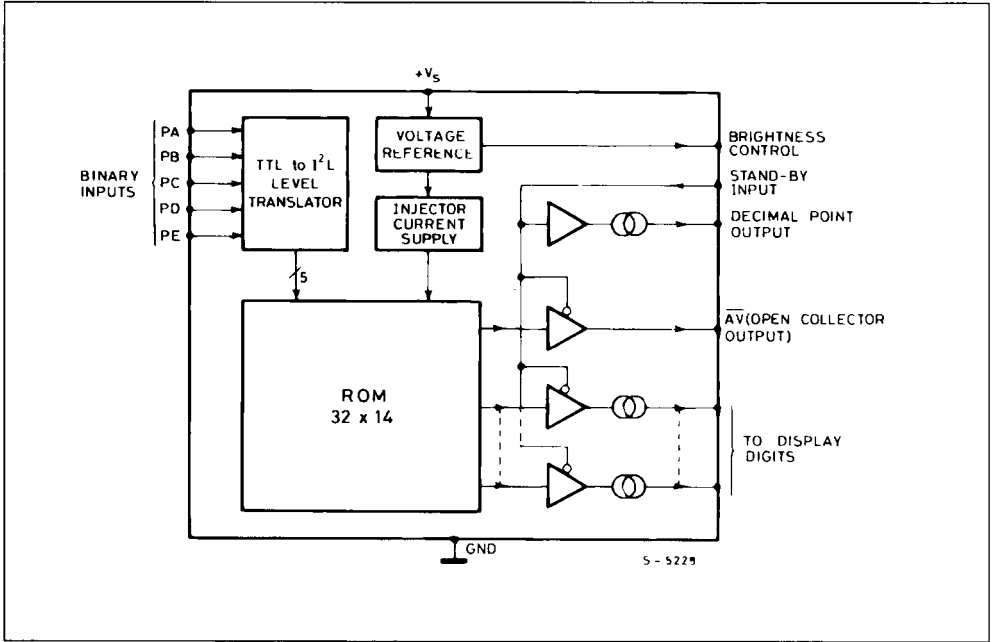 +VS
PA
PB
PC
PD
PE
BINARY
INPUTS
TTL to I²L
LEVEL
TRANSLATOR
VOLTAGE
REFERENCE
INJECTOR
CURRENT
SUPPLY
BRIGHTNESS
CONTROL
STAND-BY
INPUT
DECIMAL POINT
OUTPUT
5
A̅V̅(OPEN COLLECTOR
OUTPUT)
ROM
32 x 14
TO DISPLAY
DIGITS
GND
S-5229